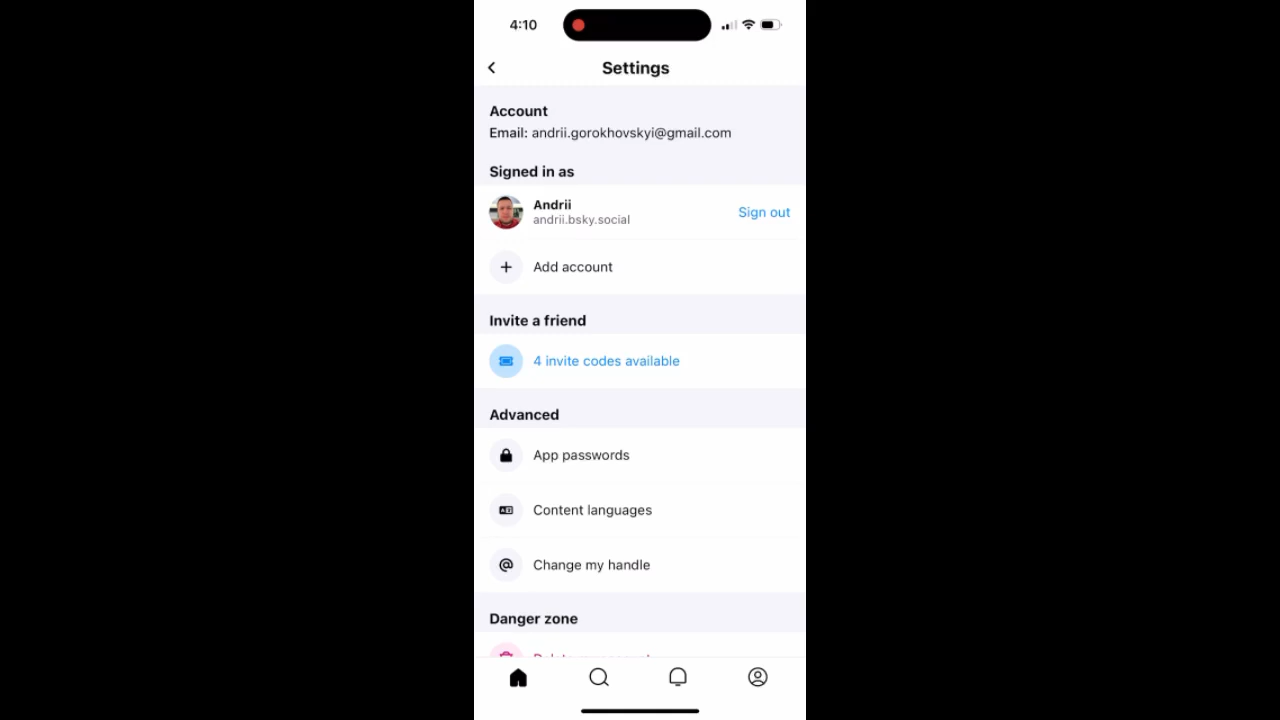 4:10
Settings
Account
Email: andrii.gorokhovskyi@gmail.com
Signed in as
Andrii
andrii.bsky.social
Sign out
Add account
Invite a friend
4 invite codes available
Advanced
App passwords
Content languages
Change my handle
Danger zone